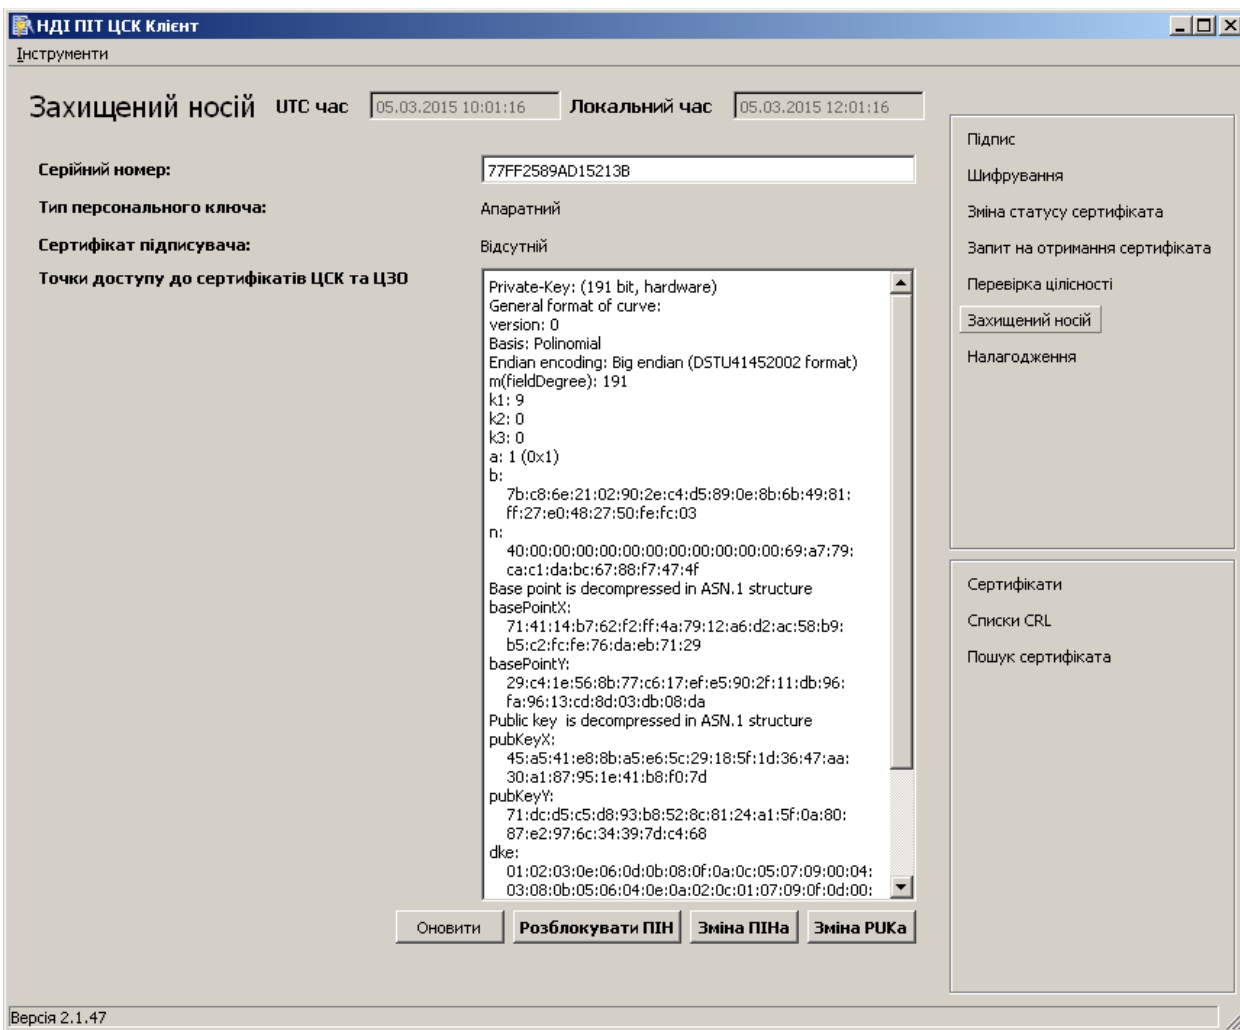 НДІ ПІТ ЦСК Клієнт
Інструменти
Захищений носій UTC час 05.03.2015 10:01:16 Локальний час 05.03.2015 12:01:16
Серійний номер: 77FF2589AD15213B
Тип персонального ключа: Апаратний
Сертифікат підписувача: Відсутній
Точки доступу до сертифікатів ЦСК та ЦЗО
Private-Key: (191 bit, hardware)
General format of curve:
version: 0
Basis: Polinomial
Endian encoding: Big endian (DSTU41452002 format)
m(fieldDegree): 191
k1: 9
k2: 0
k3: 0
a: 1 (0x1)
b:
7b:c8:6e:21:02:90:2e:c4:d5:89:0e:8b:6b:49:81:
ff:27:e0:48:27:50:fe:fc:03
n:
40:00:00:00:00:00:00:00:00:00:00:00:69:a7:79:
ca:c1:da:bc:67:88:f7:47:4f
Base point is decompressed in ASN.1 structure
basePointX:
71:41:14:b7:62:f2:ff:4a:79:12:a6:d2:ac:58:b9:
b5:c2:fc:fe:76:da:eb:71:29
basePointY:
29:c4:1e:56:8b:77:c6:17:ef:e5:90:2f:11:db:96:
fa:96:13:cd:8d:03:db:08:da
Public key  is decompressed in ASN.1 structure
pubKeyX:
45:a5:41:e8:8b:a5:e6:5c:29:18:5f:1d:36:47:aa:
30:a1:87:95:1e:41:b8:f0:7d
pubKeyY:
71:dc:d5:c5:d8:93:b8:52:8c:81:24:a1:5f:0a:80:
87:e2:97:6c:34:39:7d:c4:68
dke:
01:02:03:0e:06:0d:0b:08:0f:0a:0c:05:07:09:00:04:
03:08:0b:05:06:04:0e:0a:02:0c:01:07:09:0f:0d:00:
Оновити Розблокувати ПІН Зміна ПІНа Зміна PUKа
Підпис
Шифрування
Зміна статусу сертифіката
Запит на отримання сертифіката
Перевірка цілісності
Захищений носій
Налагодження
Сертифікати
Списки CRL
Пошук сертифіката
Версія 2.1.47